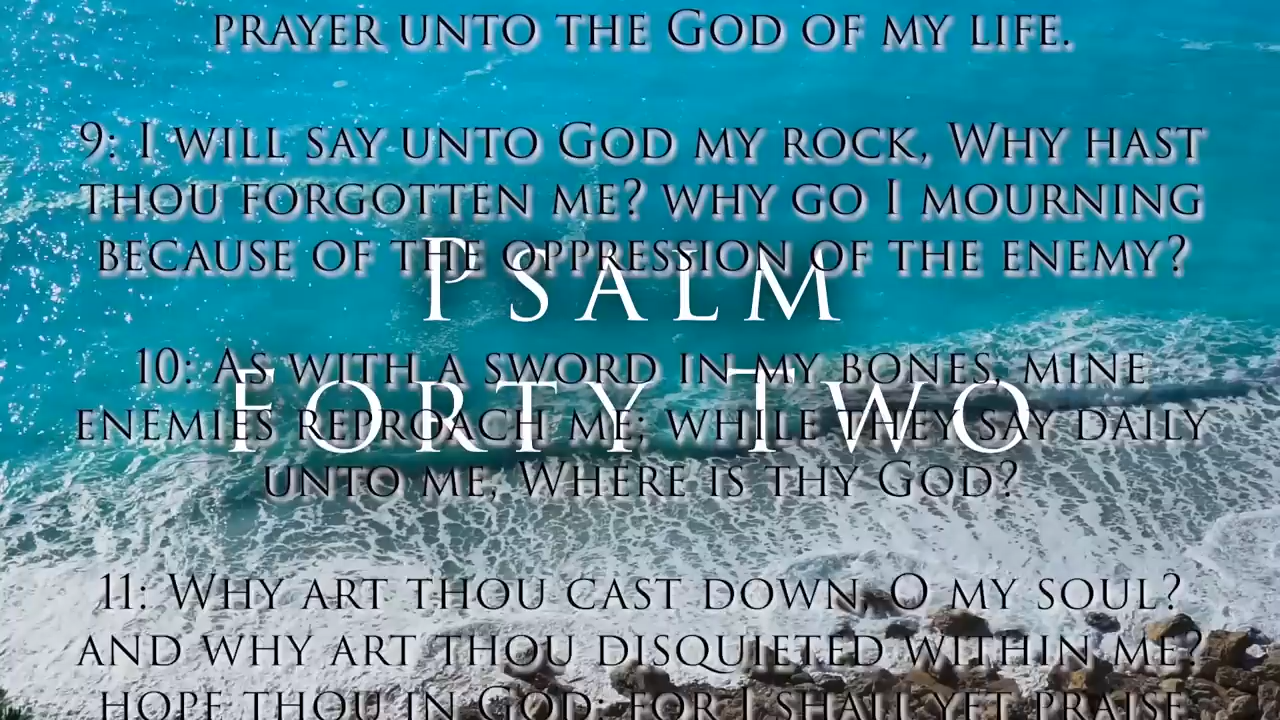 PRAYER UNTO THE GOD OF MY LIFE.
9: I WILL SAY UNTO GOD MY ROCK, WHY HAST
THOU FORGOTTEN ME? WHY GO I MOURNING
BECAUSE OF THE OPPRESSION OF THE ENEMY?
PSALM
10: AS WITH A SWORD IN MY BONES, MINE
FORTY TWO
ENEMIES REPROACH ME; WHILE THEY SAY DAILY
UNTO ME, WHERE IS THY GOD?
11: WHY ART THOU CAST DOWN, O MY SOUL?
AND WHY ART THOU DISQUIETED WITHIN ME?
HOPE THOU IN GOD: FOR I SHALL YET PRAISE